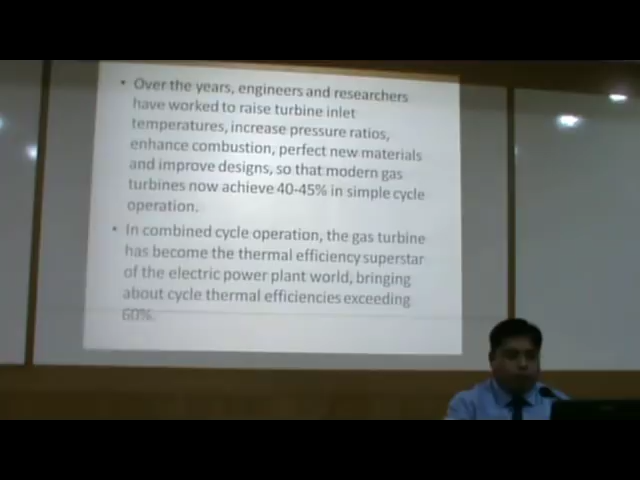 • Over the years, engineers and researchers
have worked to raise turbine inlet
temperatures, increase pressure ratios,
enhance combustion, perfect new materials
and improve designs, so that modern gas
turbines now achieve 40-45% in simple cycle
operation.
• In combined cycle operation, the gas turbine
has become the thermal efficiency superstar
of the electric power plant world, bringing
about cycle thermal efficiencies exceeding
60%.